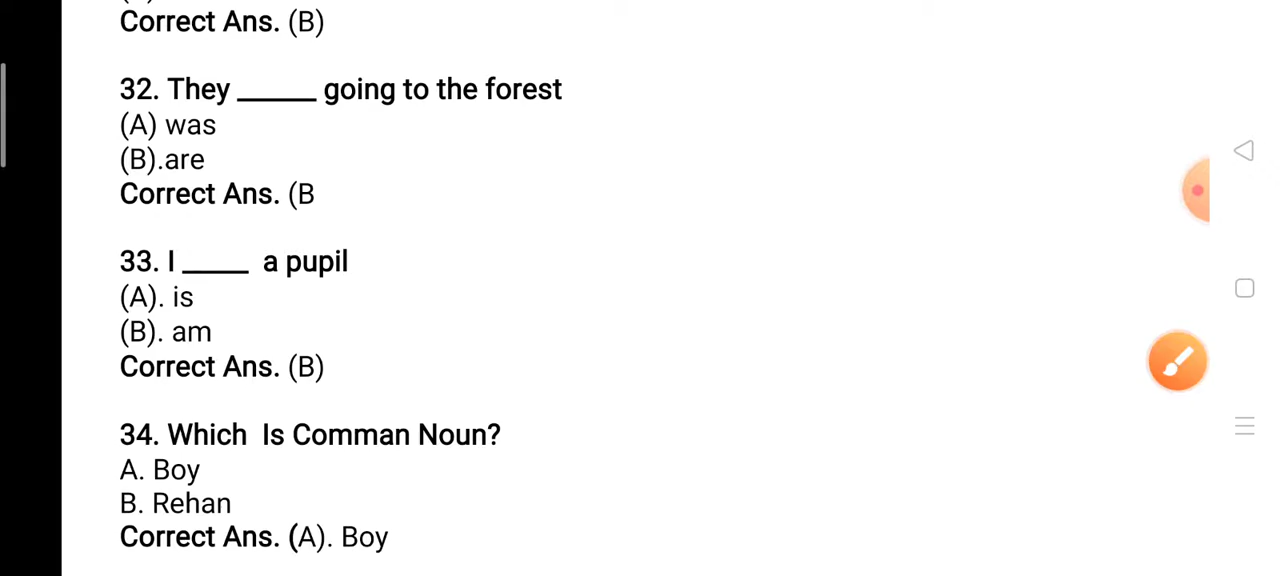 Correct Ans. (B)
32. They _____ going to the forest
(A) was
(B).are
Correct Ans. (B
33. I ____ a pupil
(A). is
(B). am
Correct Ans. (B)
34. Which Is Comman Noun?
A. Boy
B. Rehan
Correct Ans. (A). Boy